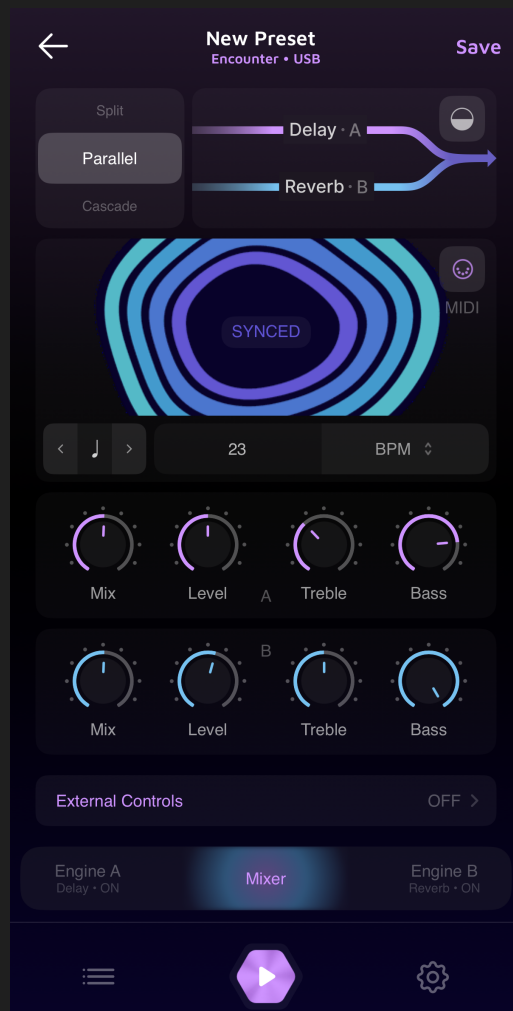 New Preset
Encounter • USB
Save
Split
Parallel
Cascade
Delay · A
Reverb · B
SYNCED
MIDI
23
BPM
Mix
Level
A
Treble
Bass
B
Mix
Level
Treble
Bass
External Controls
OFF
Engine A
Delay • ON
Mixer
Engine B
Reverb • ON